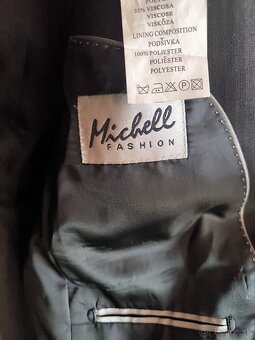 33% VISCOSA
VISCOSE
VISKÓZA
LINING COMPOSITION
PODŠÍVKA
100% POLIESTER
POLIÉSTER
POLYESTER
Michell
FASHION